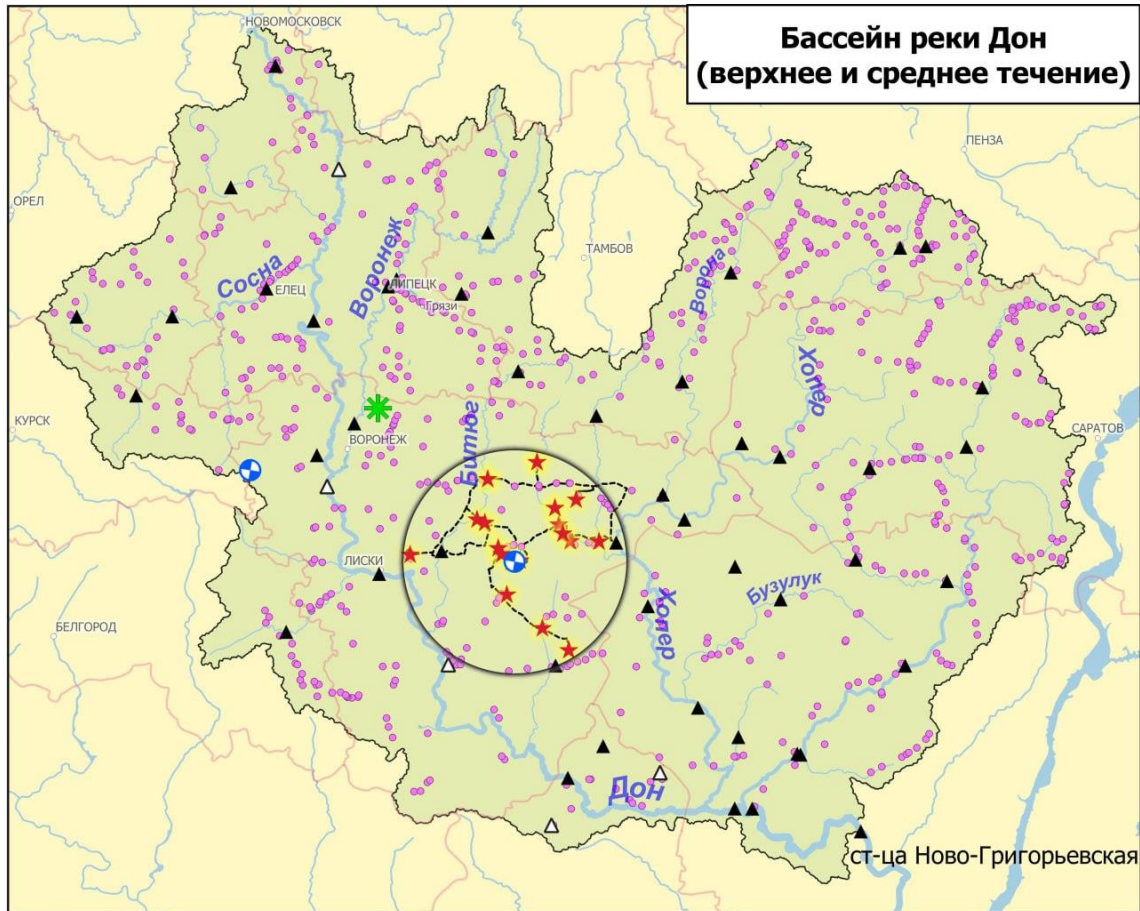 Бассейн реки Дон
(верхнее и среднее течение)
НОВОМОСКОВСК
ПЕНЗА
ОРЕЛ
ТАМБОВ
Воронеж
Ворона
Сосна
ЕЛЕЦ
ЛИПЕЦК
Грязи
Хопер
КУРСК
ВОРОНЕЖ
Битюг
САРАТОВ
ЛИСКИ
Бузулук
Хопер
БЕЛГОРОД
Дон
ст-ца Ново-Григорьевская